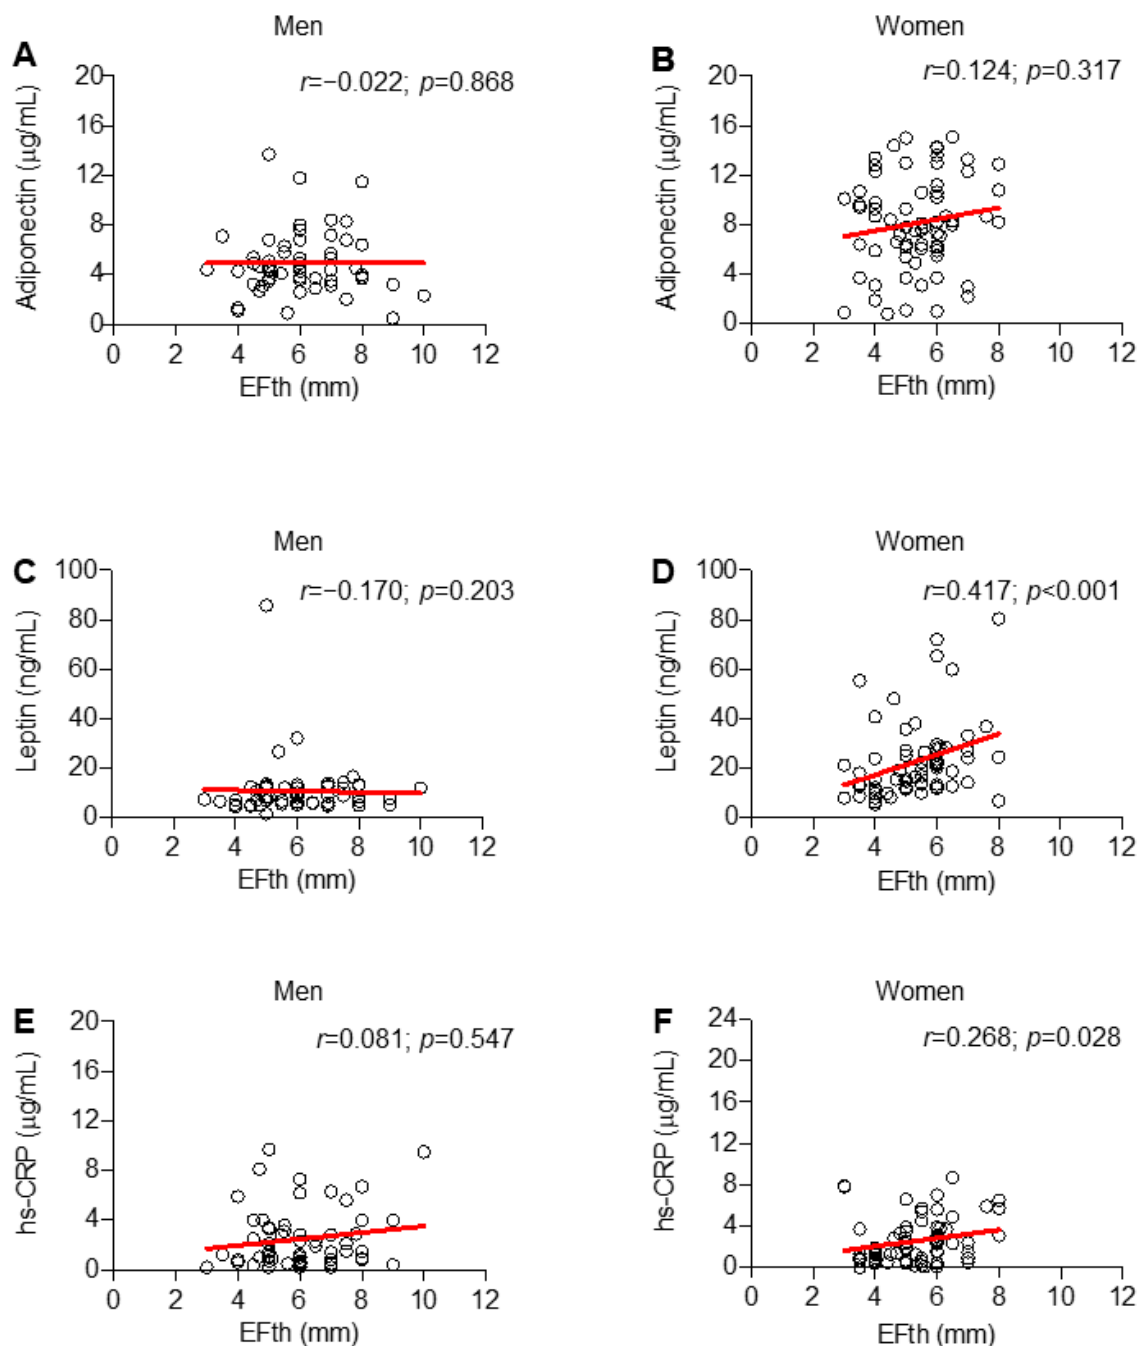 Men
A
r=−0.022; p=0.868
20
16
12
8
4
0
Adiponectin (μg/mL)
0 2 4 6 8 10 12
EFth (mm)
Women
B
r=0.124; p=0.317
20
16
12
8
4
0
Adiponectin (μg/mL)
0 2 4 6 8 10 12
EFth (mm)
Men
C
r=−0.170; p=0.203
100
80
60
40
20
0
Leptin (ng/mL)
0 2 4 6 8 10 12
EFth (mm)
Women
D
r=0.417; p<0.001
100
80
60
40
20
0
Leptin (ng/mL)
0 2 4 6 8 10 12
EFth (mm)
Men
E
r=0.081; p=0.547
20
16
12
8
4
0
hs-CRP (μg/mL)
0 2 4 6 8 10 12
EFth (mm)
Women
F
r=0.268; p=0.028
24
20
16
12
8
4
0
hs-CRP (μg/mL)
0 2 4 6 8 10 12
EFth (mm)